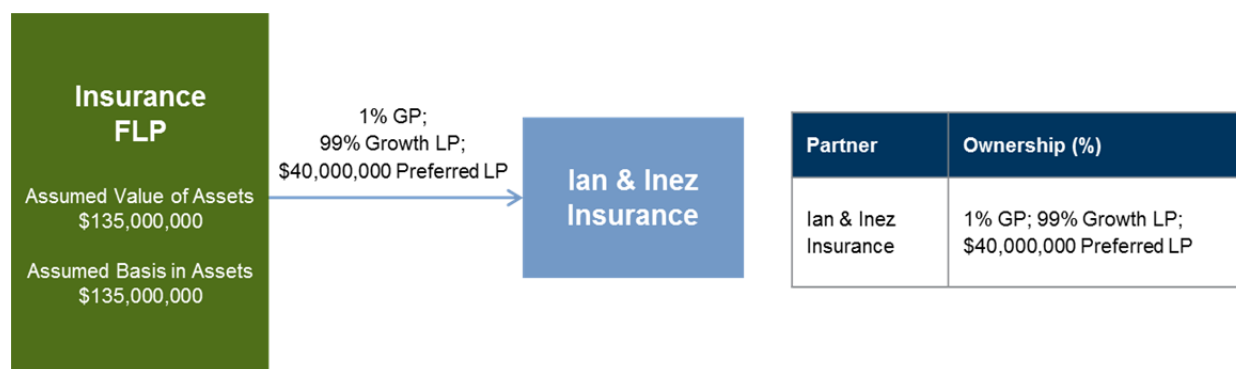 Insurance
FLP
Assumed Value of Assets
$135,000,000
Assumed Basis in Assets
$135,000,000
1% GP;
99% Growth LP;
$40,000,000 Preferred LP
Ian & Inez
Insurance
Partner
Ownership (%)
Ian & Inez
Insurance
1% GP; 99% Growth LP;
$40,000,000 Preferred LP